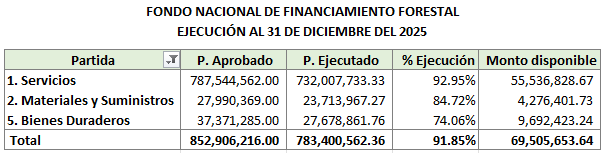 FONDO NACIONAL DE FINANCIAMIENTO FORESTAL
EJECUCIÓN AL 31 DE DICIEMBRE DEL 2025
Partida P. Aprobado P. Ejecutado % Ejecución Monto disponible
1. Servicios 787,544,562.00 732,007,733.33 92.95% 55,536,828.67
2. Materiales y Suministros 27,990,369.00 23,713,967.27 84.72% 4,276,401.73
5. Bienes Duraderos 37,371,285.00 27,678,861.76 74.06% 9,692,423.24
Total 852,906,216.00 783,400,562.36 91.85% 69,505,653.64